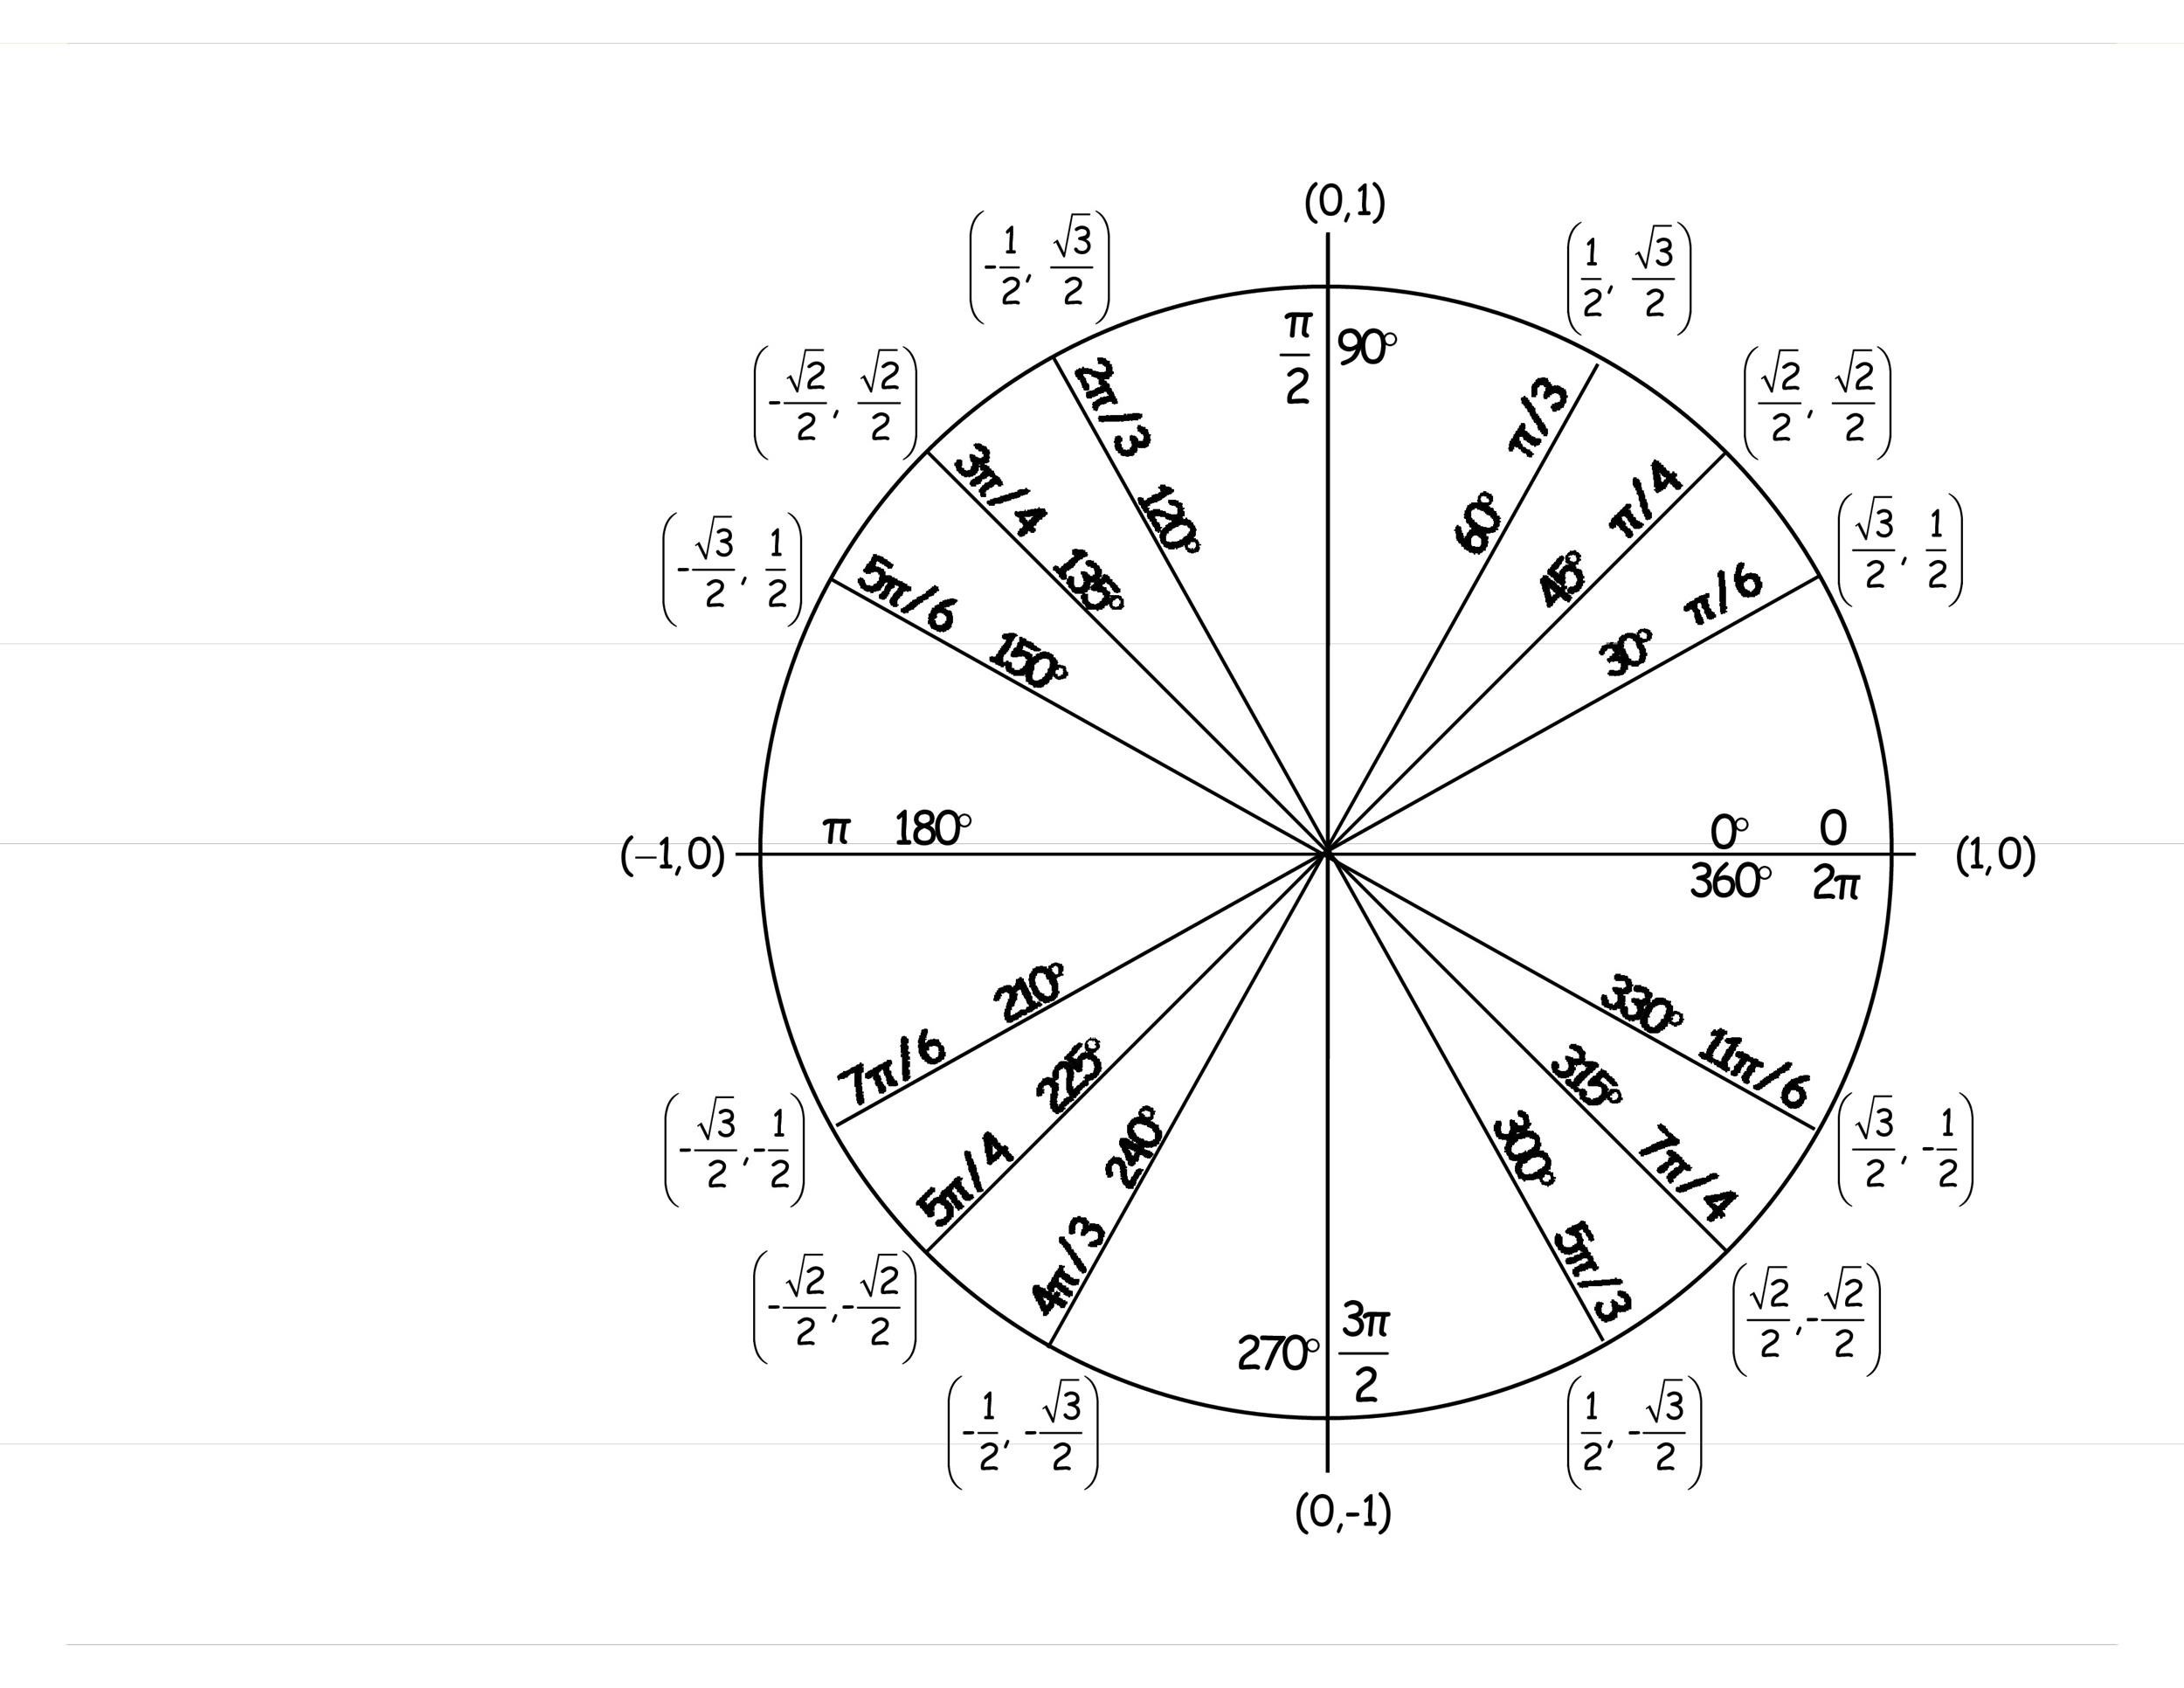 (0,1)
(-1/2, √3/2)
(1/2, √3/2)
(-√2/2, √2/2)
(√2/2, √2/2)
(-√3/2, 1/2)
(√3/2, 1/2)
π/2 90°
2π/3 120°
60° π/3
3π/4 135°
45° π/4
5π/6 150°
30° π/6
(−1,0) π 180°
0° 0 (1,0)
360° 2π
7π/6 210°
330° 11π/6
5π/4 225°
315° 7π/4
4π/3 240°
300° 5π/3
270° 3π/2
(-√3/2,-1/2)
(√3/2, -1/2)
(-√2/2,-√2/2)
(√2/2,-√2/2)
(-1/2, -√3/2)
(1/2, -√3/2)
(0,-1)